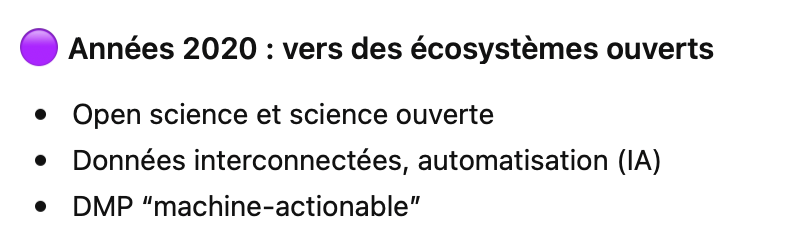 Années 2020 : vers des écosystèmes ouverts
• Open science et science ouverte
• Données interconnectées, automatisation (IA)
• DMP “machine-actionable”